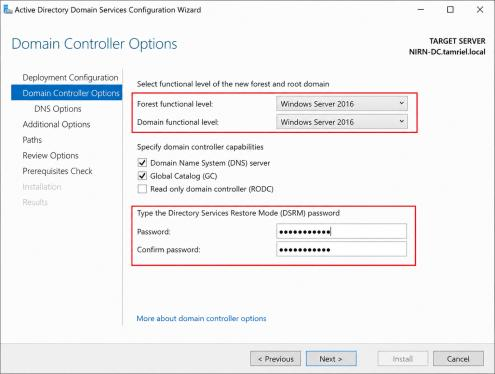 Active Directory Domain Services Configuration Wizard
Domain Controller Options
TARGET SERVER
NIRN-DC.tamriel.local
Deployment Configuration
Domain Controller Options
DNS Options
Additional Options
Paths
Review Options
Prerequisites Check
Installation
Results
Select functional level of the new forest and root domain
Forest functional level: Windows Server 2016
Domain functional level: Windows Server 2016
Specify domain controller capabilities
Domain Name System (DNS) server
Global Catalog (GC)
Read only domain controller (RODC)
Type the Directory Services Restore Mode (DSRM) password
Password: ●●●●●●●●●●●
Confirm password: ●●●●●●●●●●●
More about domain controller options
< Previous Next > Install Cancel